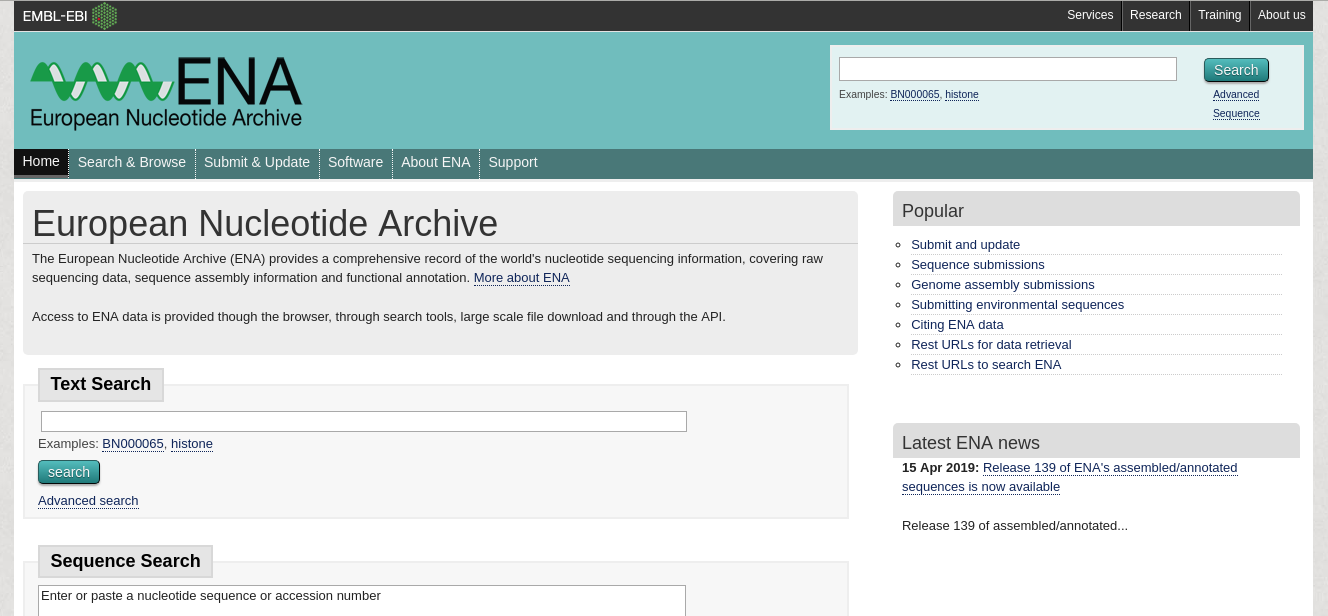 EMBL-EBI
Services Research Training About us
ENA
European Nucleotide Archive
Search
Examples: BN000065, histone
Advanced
Sequence
Home Search & Browse Submit & Update Software About ENA Support
European Nucleotide Archive
The European Nucleotide Archive (ENA) provides a comprehensive record of the world's nucleotide sequencing information, covering raw
sequencing data, sequence assembly information and functional annotation. More about ENA
Access to ENA data is provided though the browser, through search tools, large scale file download and through the API.
Text Search
Examples: BN000065, histone
search
Advanced search
Sequence Search
Enter or paste a nucleotide sequence or accession number
Popular
Submit and update
Sequence submissions
Genome assembly submissions
Submitting environmental sequences
Citing ENA data
Rest URLs for data retrieval
Rest URLs to search ENA
Latest ENA news
15 Apr 2019: Release 139 of ENA's assembled/annotated
sequences is now available
Release 139 of assembled/annotated...